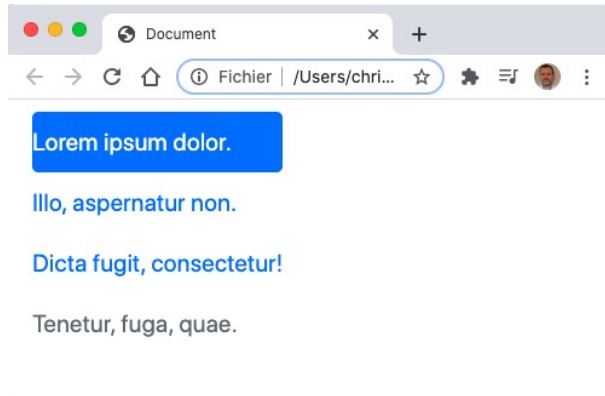 Document
Fichier /Users/chri...
Lorem ipsum dolor.
Illo, aspernatur non.
Dicta fugit, consectetur!
Tenetur, fuga, quae.